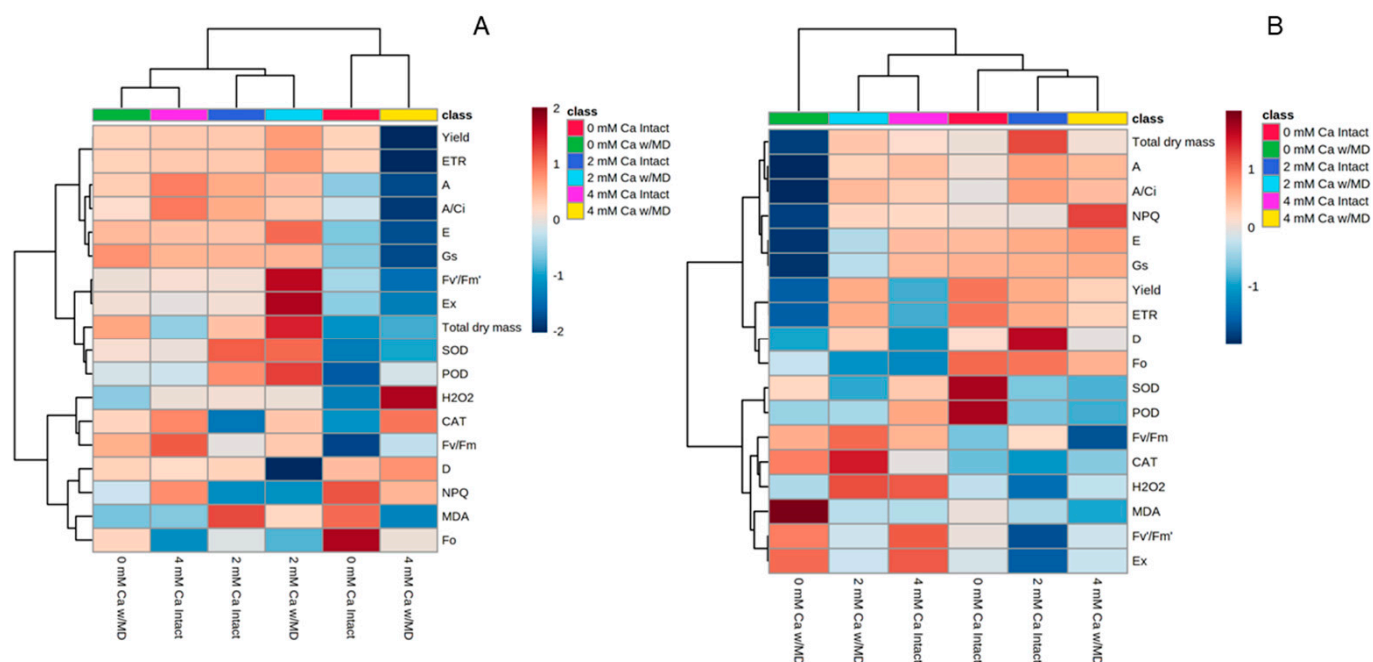 A
class
Yield
ETR
A
A/Ci
E
Gs
Fv'/Fm'
Ex
Total dry mass
SOD
POD
H2O2
CAT
Fv/Fm
D
NPQ
MDA
Fo
0 mM Ca w/MD
4 mM Ca Intact
2 mM Ca Intact
2 mM Ca w/MD
0 mM Ca Intact
4 mM Ca w/MD
2
1
0
-1
-2
class
0 mM Ca Intact
0 mM Ca w/MD
2 mM Ca Intact
2 mM Ca w/MD
4 mM Ca Intact
4 mM Ca w/MD
B
class
Total dry mass
A
A/Ci
NPQ
E
Gs
Yield
ETR
D
Fo
SOD
POD
Fv/Fm
CAT
H2O2
MDA
Fv'/Fm'
Ex
0 mM Ca w/MD
2 mM Ca w/MD
4 mM Ca Intact
0 mM Ca Intact
2 mM Ca Intact
4 mM Ca w/MD
1
0
-1
class
0 mM Ca Intact
0 mM Ca w/MD
2 mM Ca Intact
2 mM Ca w/MD
4 mM Ca Intact
4 mM Ca w/MD